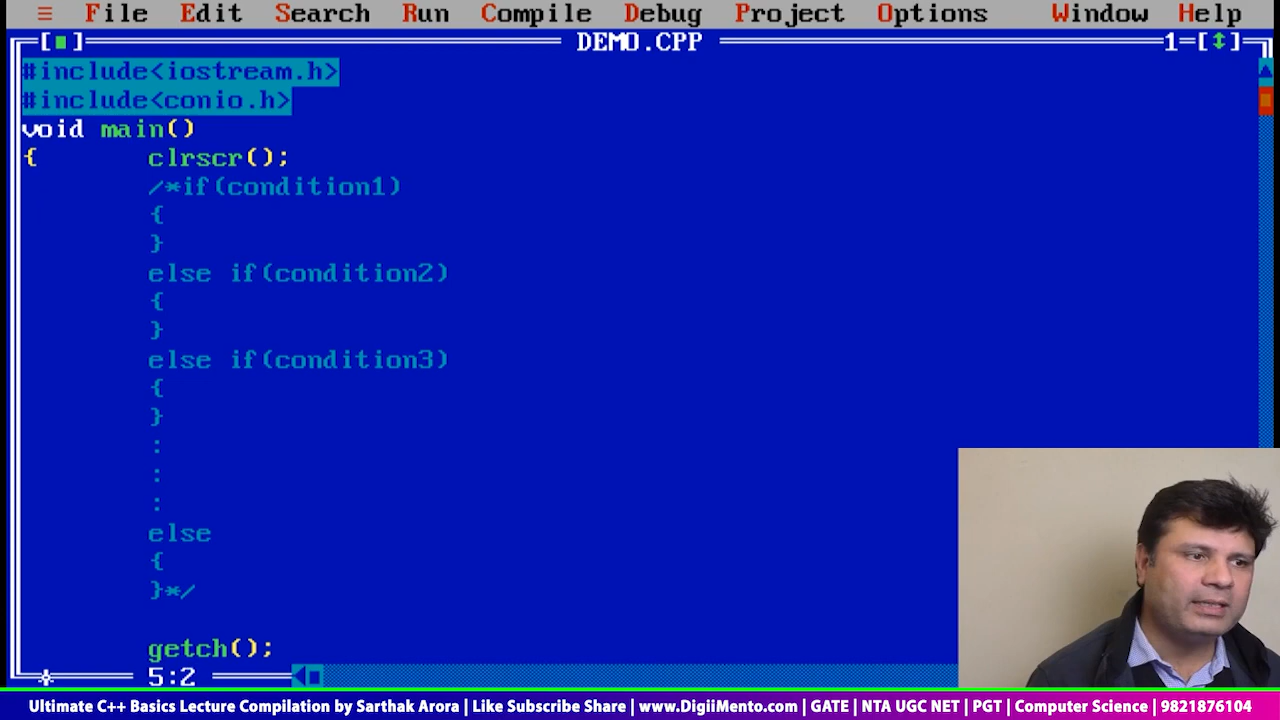 ≡ File Edit Search Run Compile Debug Project Options Window Help
[■] DEMO.CPP 1=[↕]
#include<iostream.h>
#include<conio.h>
void main()
{ clrscr();
/*if(condition1)
{
}
else if(condition2)
{
}
else if(condition3)
{
}
:
:
:
else
{
}*/
getch();
5:2
Ultimate C++ Basics Lecture Compilation by Sarthak Arora | Like Subscribe Share | www.DigiiMento.com | GATE | NTA UGC NET | PGT | Computer Science | 9821876104